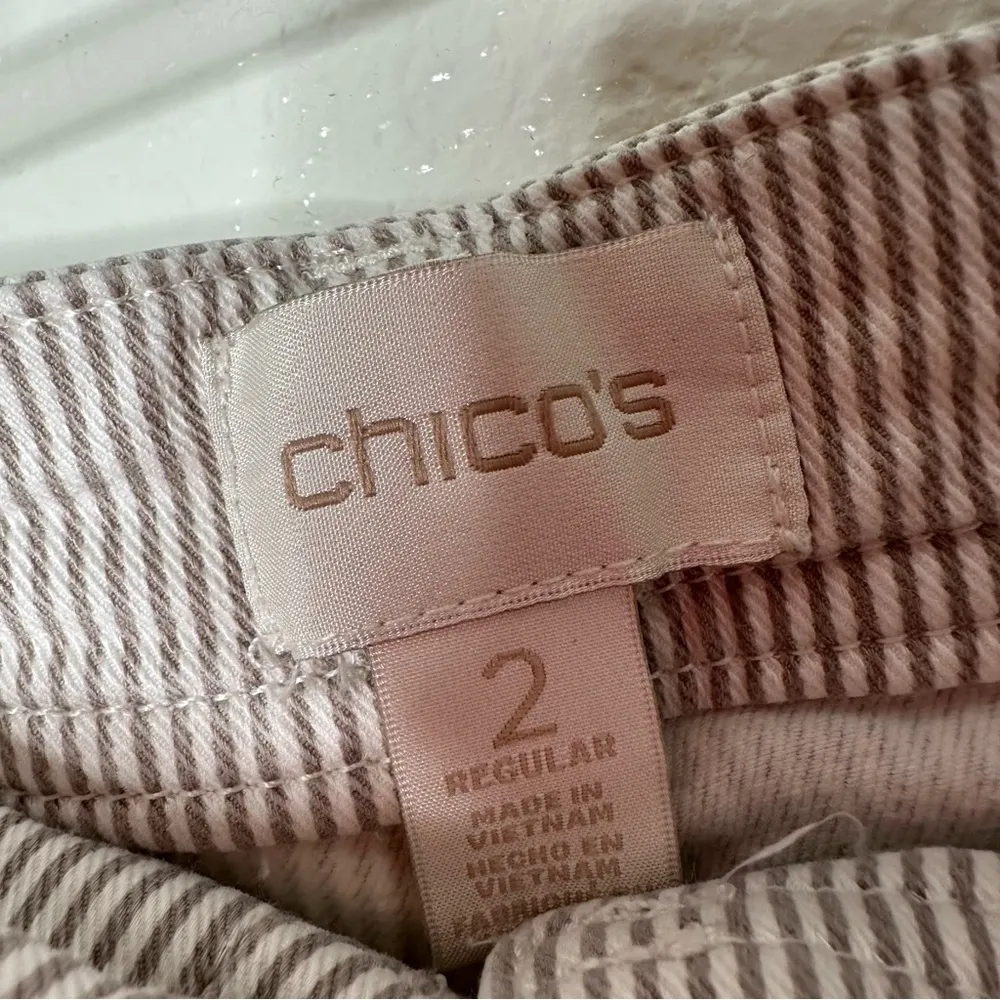 chico's
2
REGULAR
MADE IN
VIETNAM
HECHO EN
VIETNAM